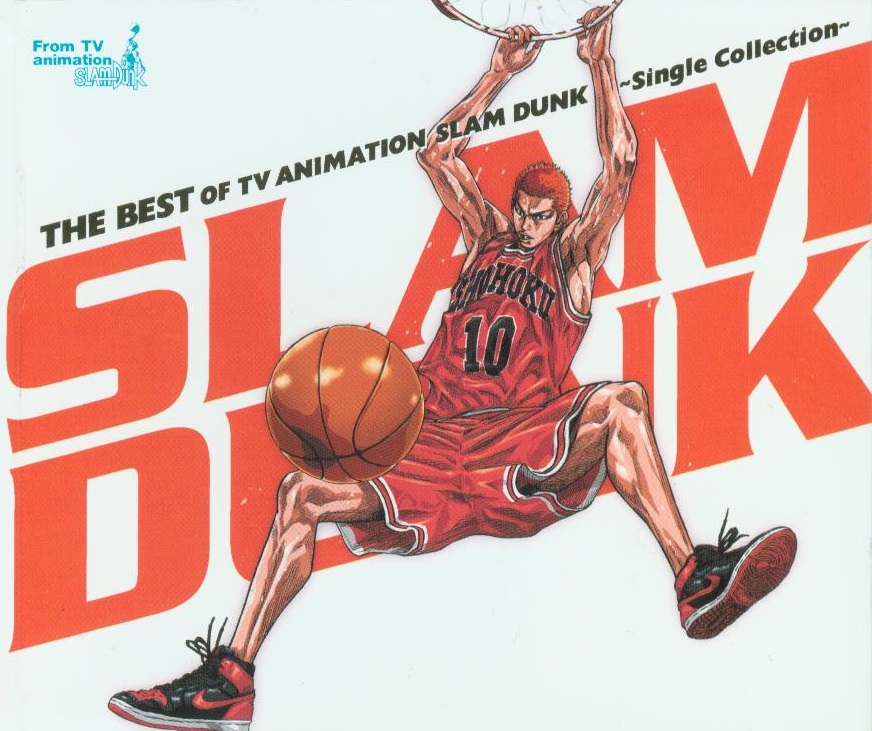 From TV
animation
SLAM DUNK
THE BEST OF TV ANIMATION SLAM DUNK ~Single Collection~
SLAM
DUNK
SHOHOKU
10